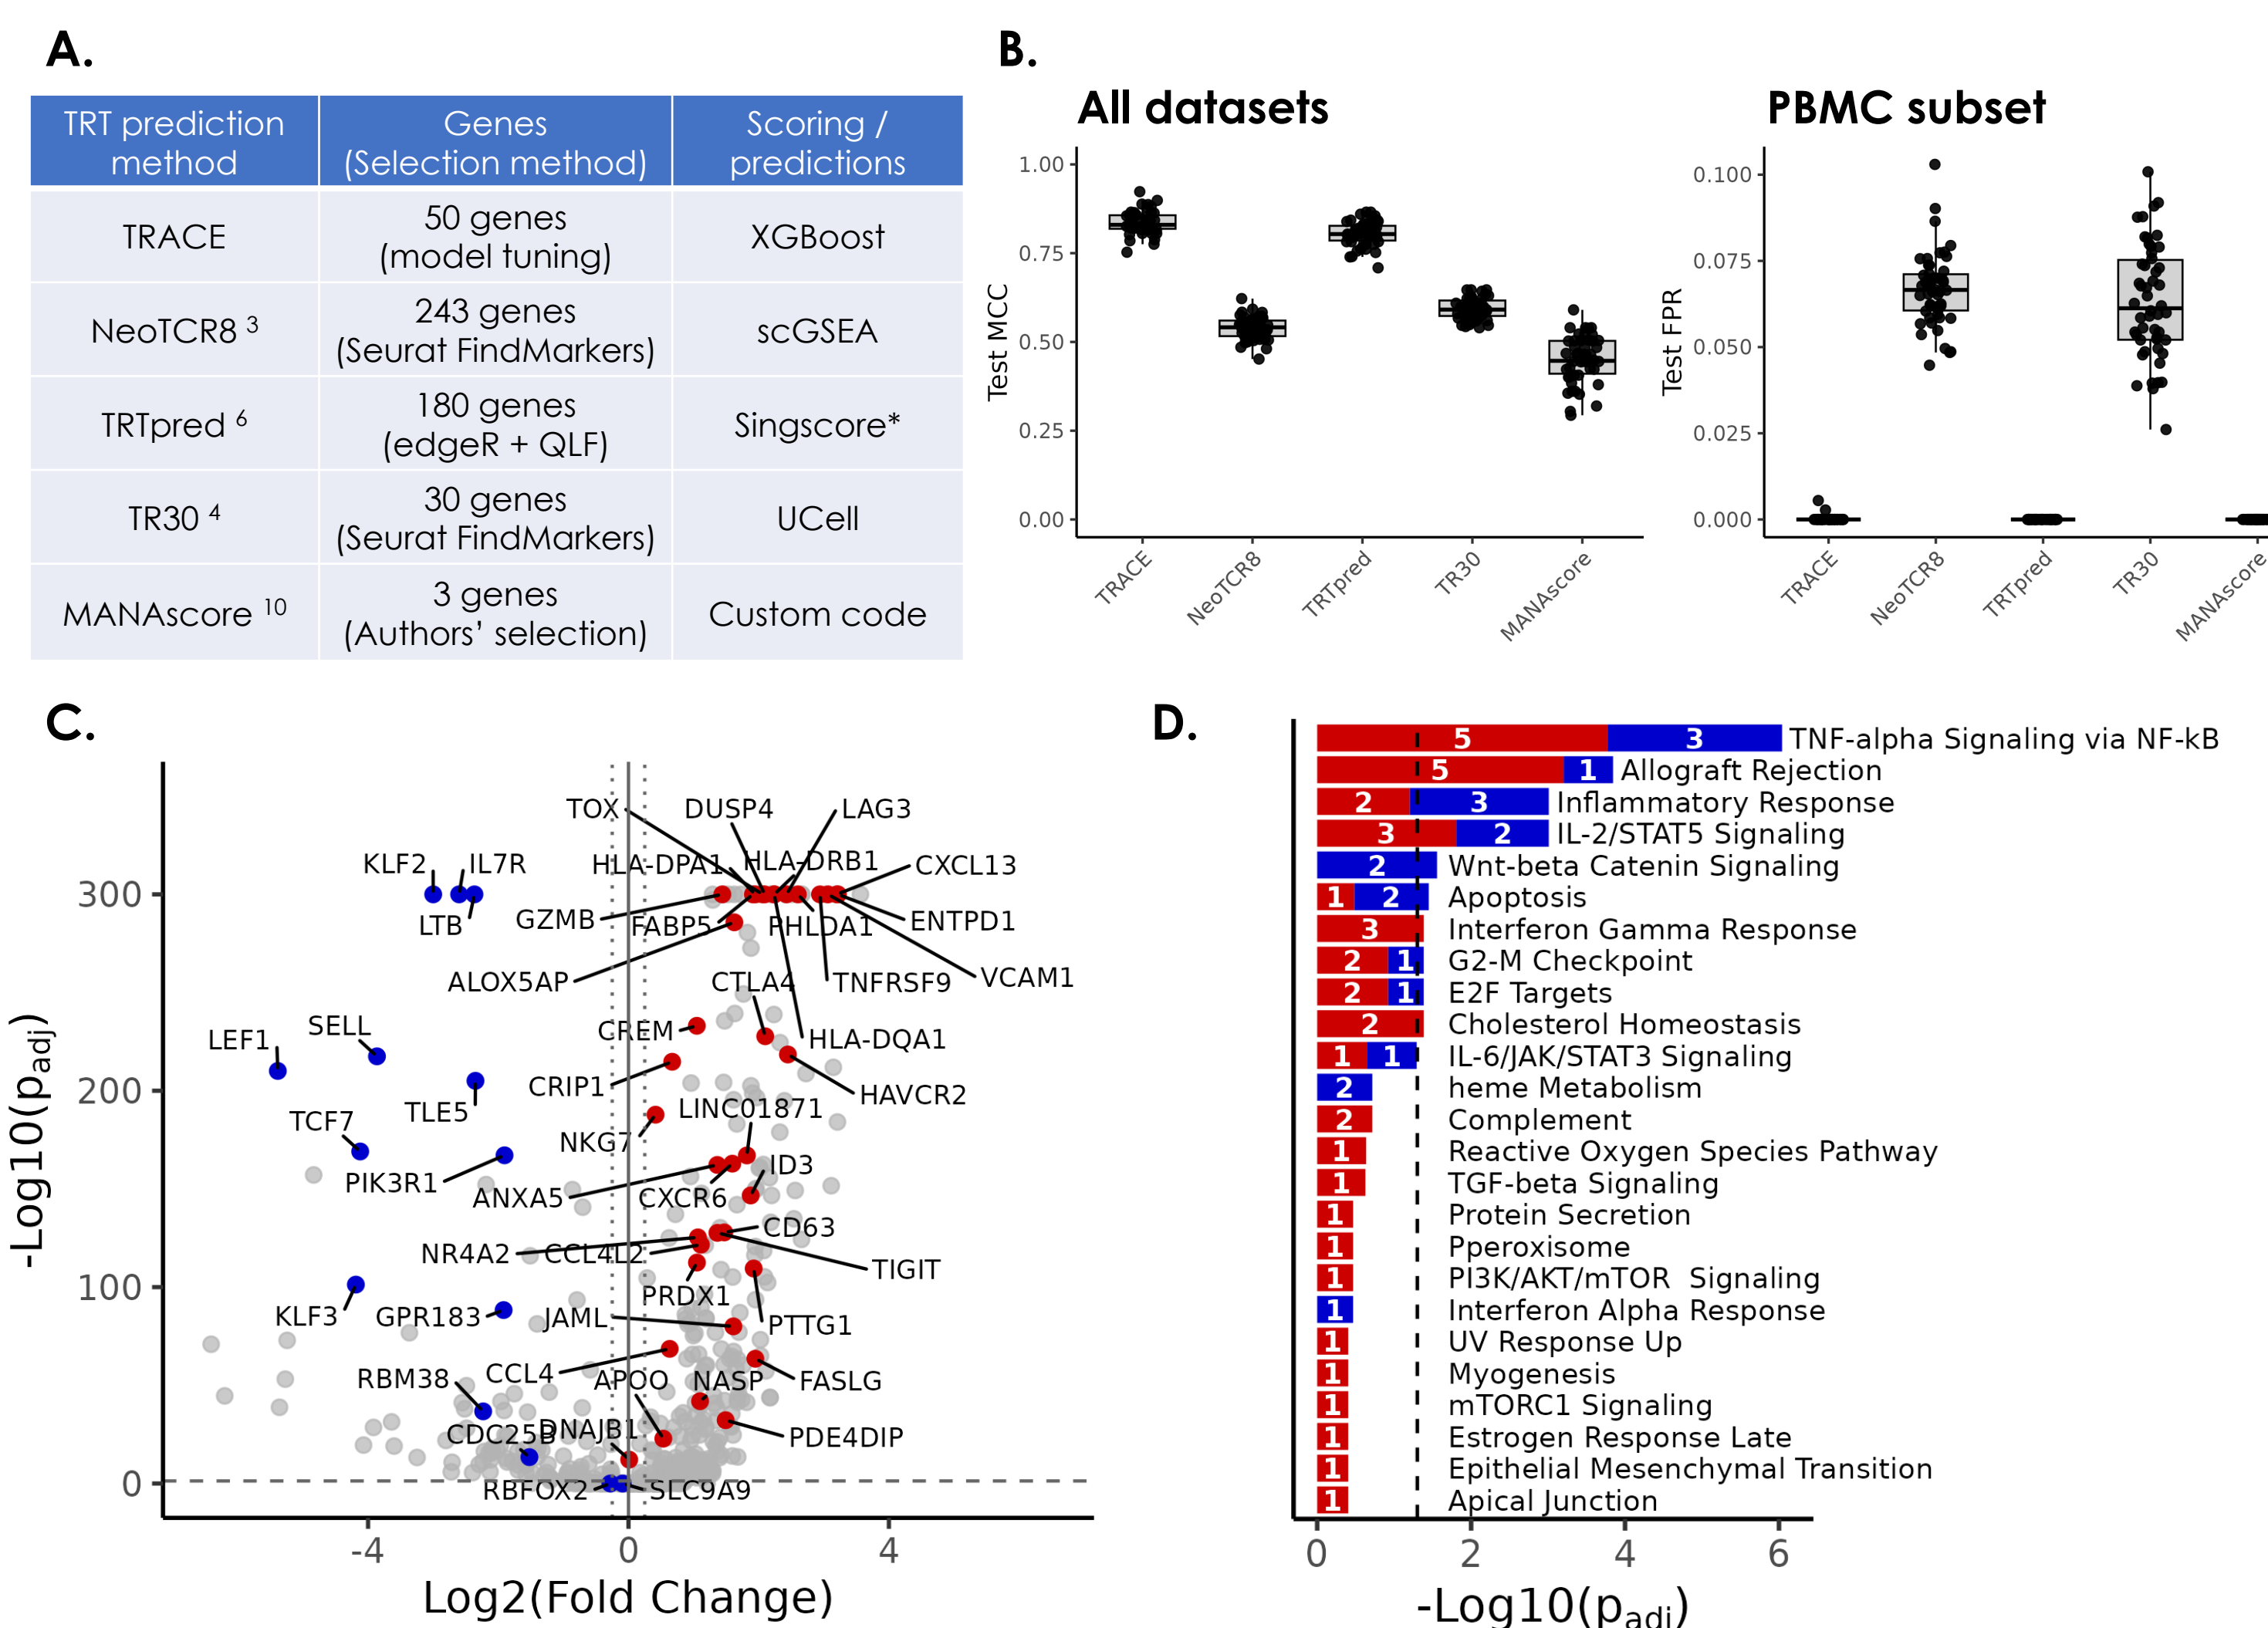 A.
TRT prediction method
Genes (Selection method)
Scoring / predictions
TRACE
50 genes (model tuning)
XGBoost
NeoTCR8 3
243 genes (Seurat FindMarkers)
scGSEA
TRTpred 6
180 genes (edgeR + QLF)
Singscore*
TR30 4
30 genes (Seurat FindMarkers)
UCell
MANAscore 10
3 genes (Authors' selection)
Custom code
B.
All datasets
Test MCC
1.00
0.75
0.50
0.25
0.00
TRACE
NeoTCR8
TRTpred
TR30
MANAscore
PBMC subset
Test FPR
0.100
0.075
0.050
0.025
0.000
TRACE
NeoTCR8
TRTpred
TR30
MANAscore
C.
-Log10(padj)
300
200
100
0
TOX
DUSP4
LAG3
KLF2
IL7R
HLA-DPA1
HLA-DRB1
CXCL13
LTB
GZMB
FABP5
PHLDA1
ENTPD1
ALOX5AP
CTLA4
TNFRSF9
VCAM1
LEF1
SELL
CREM
HLA-DQA1
CRIP1
HAVCR2
TCF7
TLE5
LINC01871
NKG7
PIK3R1
ANXA5
CXCR6
ID3
CD63
NR4A2
CCL4L2
TIGIT
PRDX1
KLF3
GPR183
JAML
PTTG1
RBM38
CCL4
APOO
NASP
FASLG
CDC25B
DNAJB1
PDE4DIP
RBFOX2
SLC9A9
-4
0
4
Log2(Fold Change)
D.
5 3 TNF-alpha Signaling via NF-kB
5 1 Allograft Rejection
2 3 Inflammatory Response
3 2 IL-2/STAT5 Signaling
2 Wnt-beta Catenin Signaling
1 2 Apoptosis
3 Interferon Gamma Response
2 1 G2-M Checkpoint
2 1 E2F Targets
2 Cholesterol Homeostasis
1 1 IL-6/JAK/STAT3 Signaling
2 heme Metabolism
2 Complement
1 Reactive Oxygen Species Pathway
1 TGF-beta Signaling
1 Protein Secretion
1 Pperoxisome
1 PI3K/AKT/mTOR  Signaling
1 Interferon Alpha Response
1 UV Response Up
1 Myogenesis
1 mTORC1 Signaling
1 Estrogen Response Late
1 Epithelial Mesenchymal Transition
1 Apical Junction
0
2
4
6
-Log10(padj)